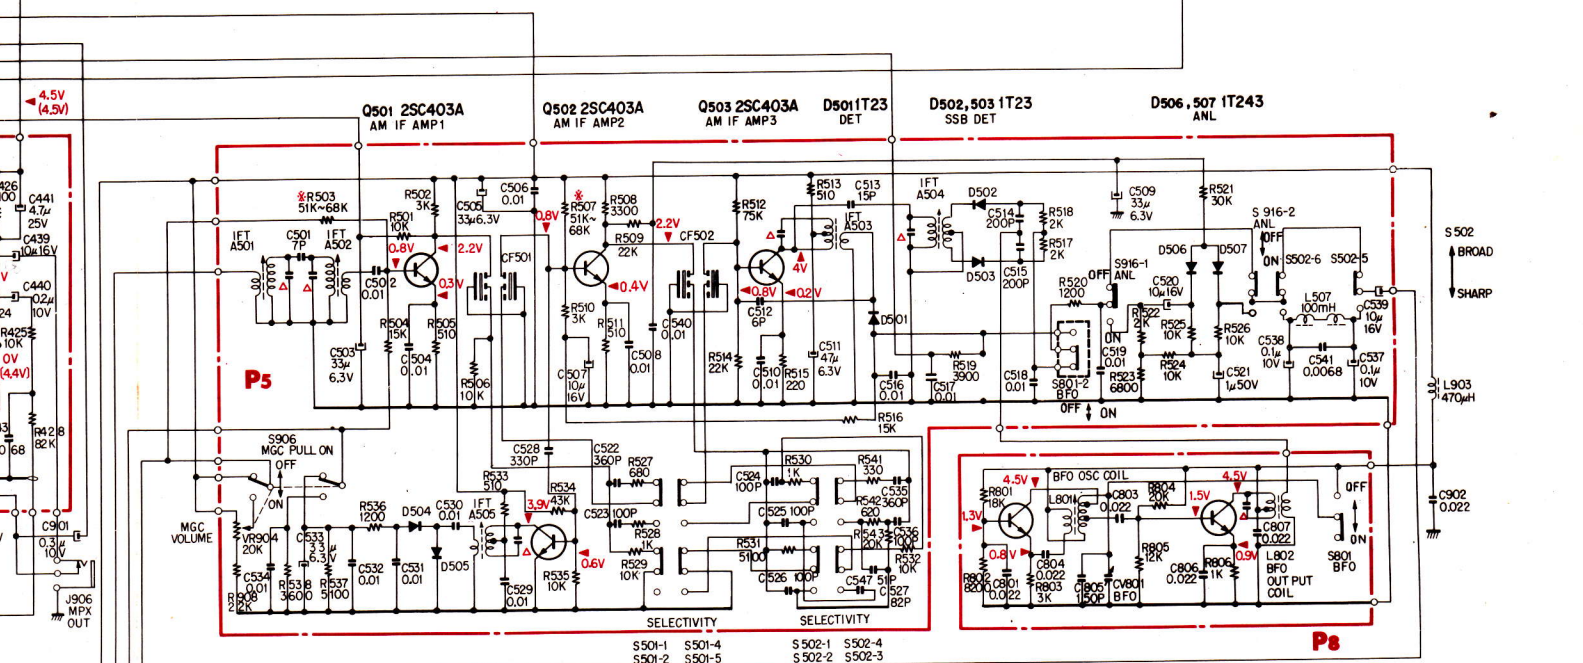 4.5V
(4.5V)
Q501 2SC403A
AM IF AMP1
Q502 2SC403A
AM IF AMP2
Q503 2SC403A
AM IF AMP3
D501 1T23
DET
D502,503 1T23
SSB DET
D506,507 1T243
ANL
C441
4.7μ
25V
C439
10μ16V
C440
0.2μ
10V
R425
10K
0V
(4.4V)
R428
82K
C901
0.3μ
10V
J906
MPX
OUT
※R503
51K~68K
R501
10K
R502
3K
C505
33μ6.3V
C506
0.01
※
R507
51K~
68K
R508
3300
R509
22K
R512
75K
R513
510
C513
15P
IFT
A501
C501
7P
IFT
A502
IFT
A503
IFT
A504
D502
C514
200P
R518
2K
R517
2K
D503
C515
200P
C509
33μ
6.3V
R521
30K
S 916-2
ANL
OFF
ON
S502-6
S502-5
S 502
BROAD
SHARP
0.8V
2.2V
0.3V
CF501
0.8V
0.4V
2.2V
CF502
4V
0.8V
0.2V
C512
6P
C502
0.01
C503
33μ
6.3V
R504
15K
C504
0.01
R505
510
R506
10K
R510
3K
R511
510
C507
10μ
16V
C508
0.01
C540
0.01
R514
22K
C510
0.01
R515
220
C511
47μ
6.3V
D501
C516
0.01
C517
0.01
R519
3900
C518
0.01
R516
15K
R520
1200
OFF
S916-1
ANL
ON
S801-2
BFO
OFF
ON
C519
0.01
R522
2K
R523
6800
C520
10μ16V
D506
D507
R525
10K
R524
10K
R526
10K
C521
1μ50V
L507
100mH
C538
0.1μ
10V
C541
0.0068
C537
0.1μ
10V
C539
10μ
16V
L903
470μH
C902
0.022
P5
S906
MGC PULL ON
OFF
ON
MGC
VOLUME
VR904
20K
C534
0.01
C533
3.3μ
6.3V
R537
5100
R536
1200
C532
0.01
D504
C531
0.01
C530
0.01
D505
IFT
A505
R533
510
C528
330P
C529
0.01
3.9V
R534
43K
0.6V
R535
10K
C522
360P
C523 100P
R527
680
R528
1K
R529
10K
C524
100P
R530
1K
C525 100P
R531
5100
C526
100P
R541
330
R542
620
R543
20K
C535
360P
C536
100P
R532
10K
C547 51P
C527
82P
SELECTIVITY
S501-1 S501-4
S501-2 S501-5
SELECTIVITY
S502-1 S502-4
S502-2 S502-3
R801
18K
4.5V
1.3V
0.8V
R802
8200
C801
0.022
C804
0.022
R803
3K
BFO OSC COIL
L801
C803
0.022
C805
150P
CV801
BFO
R804
20K
R805
12K
4.5V
1.5V
0.9V
C806
0.022
R806
1K
C807
0.022
L802
BFO
OUTPUT
COIL
OFF
ON
S801
BFO
P8